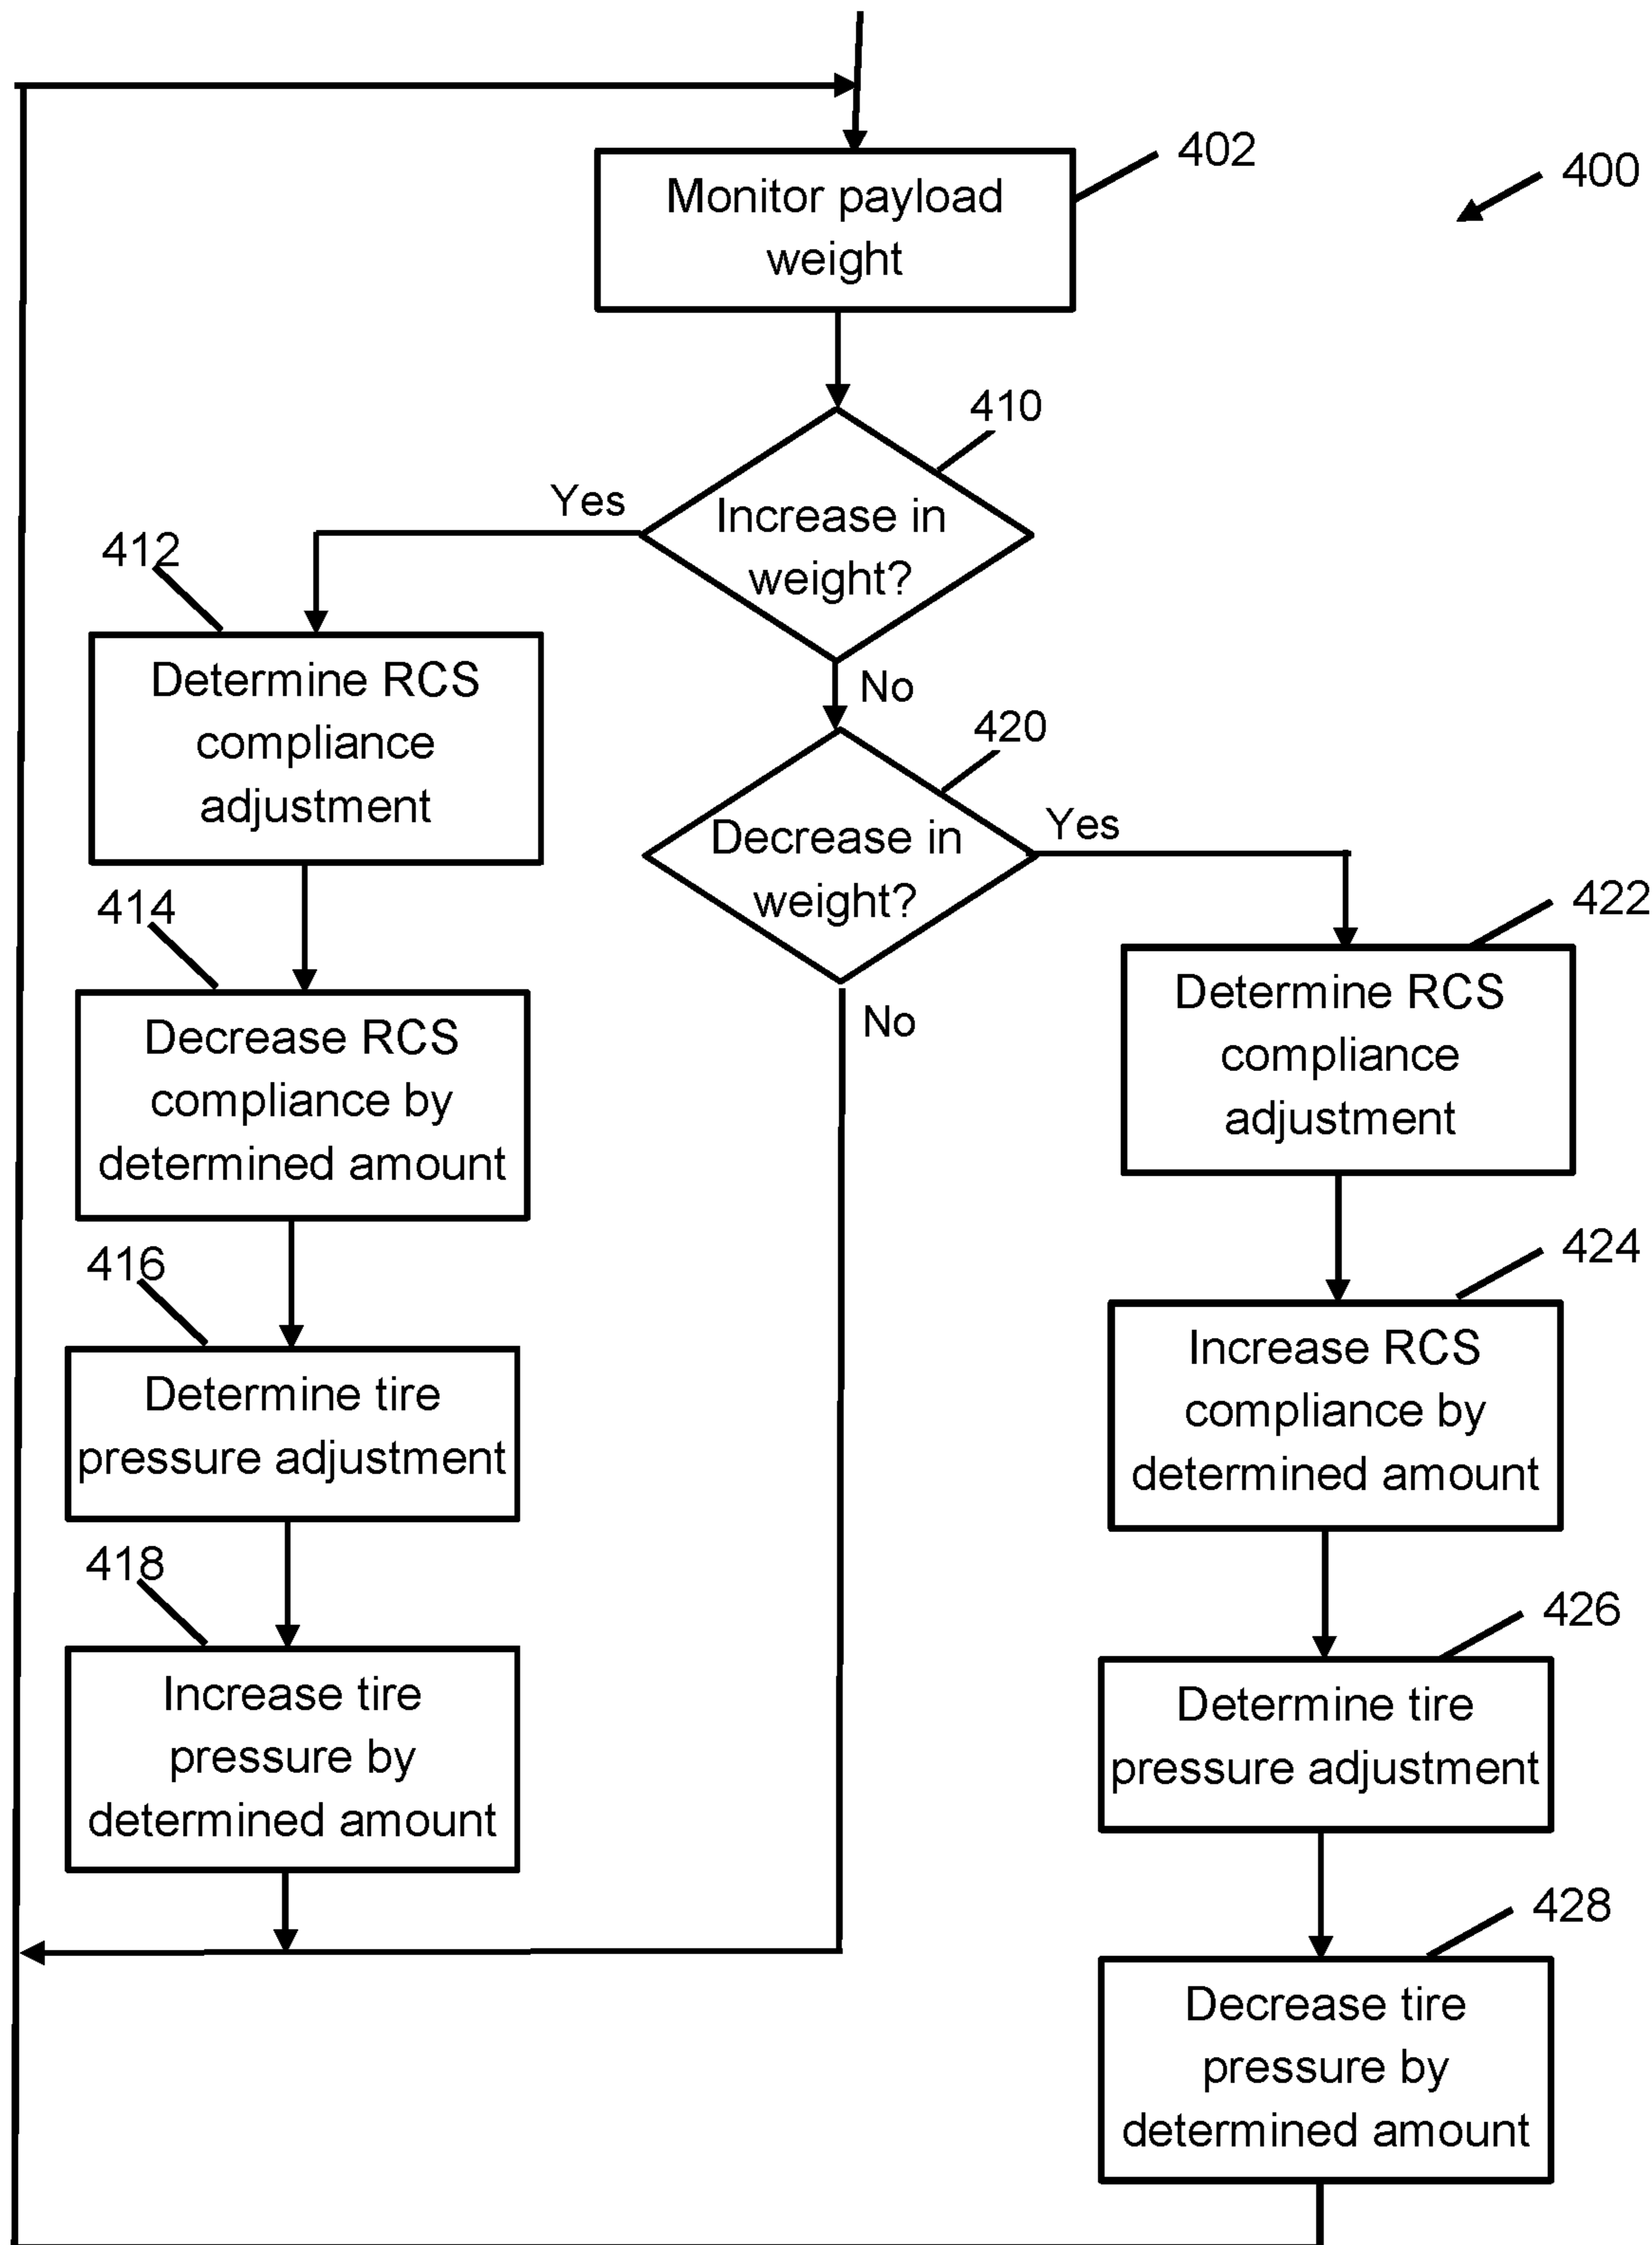 402
400
Monitor payload
weight
410
Yes
Increase in
weight?
412
No
Determine RCS
compliance
adjustment
420
Yes
Decrease in
weight?
422
414
No
Determine RCS
compliance
adjustment
Decrease RCS
compliance by
determined amount
424
416
Increase RCS
compliance by
determined amount
Determine tire
pressure adjustment
418
426
Increase tire
pressure by
determined amount
Determine tire
pressure adjustment
428
Decrease tire
pressure by
determined amount